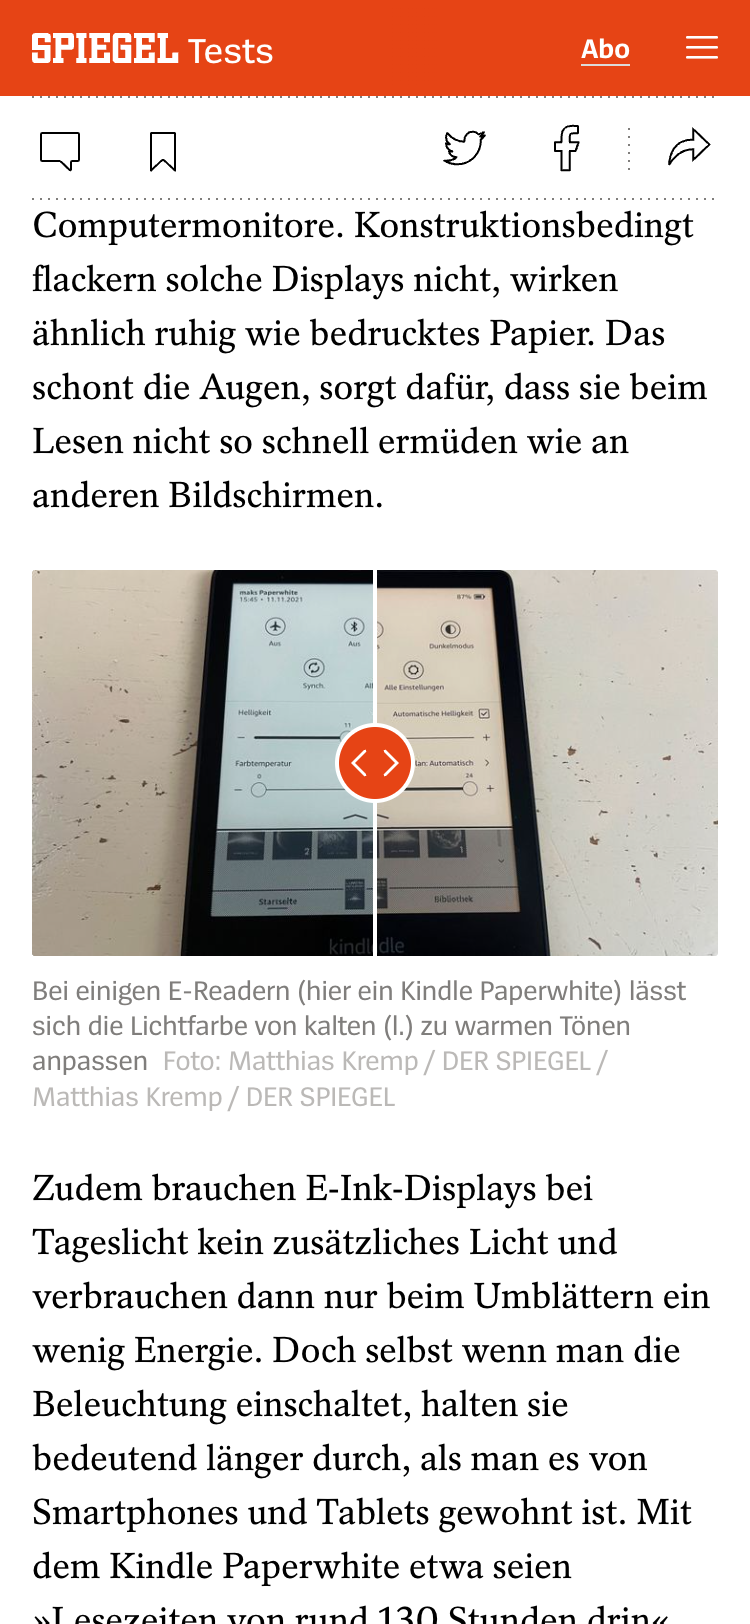 SPIEGEL Tests
Abo
Computermonitore. Konstruktionsbedingt
flackern solche Displays nicht, wirken
ähnlich ruhig wie bedrucktes Papier. Das
schont die Augen, sorgt dafür, dass sie beim
Lesen nicht so schnell ermüden wie an
anderen Bildschirmen.
maks Paperwhite
15:45 • 11.11.2021
87%
Aus
Aus
Dunkelmodus
Synch.
All
Alle Einstellungen
Helligkeit
Automatische Helligkeit
11
Farbtemperatur
lan: Automatisch
0
24
2
1
Startseite
Bibliothek
kindl
dle
Bei einigen E-Readern (hier ein Kindle Paperwhite) lässt
sich die Lichtfarbe von kalten (l.) zu warmen Tönen
anpassen Foto: Matthias Kremp / DER SPIEGEL /
Matthias Kremp / DER SPIEGEL
Zudem brauchen E-Ink-Displays bei
Tageslicht kein zusätzliches Licht und
verbrauchen dann nur beim Umblättern ein
wenig Energie. Doch selbst wenn man die
Beleuchtung einschaltet, halten sie
bedeutend länger durch, als man es von
Smartphones und Tablets gewohnt ist. Mit
dem Kindle Paperwhite etwa seien
»Lesezeiten von rund 130 Stunden drin«